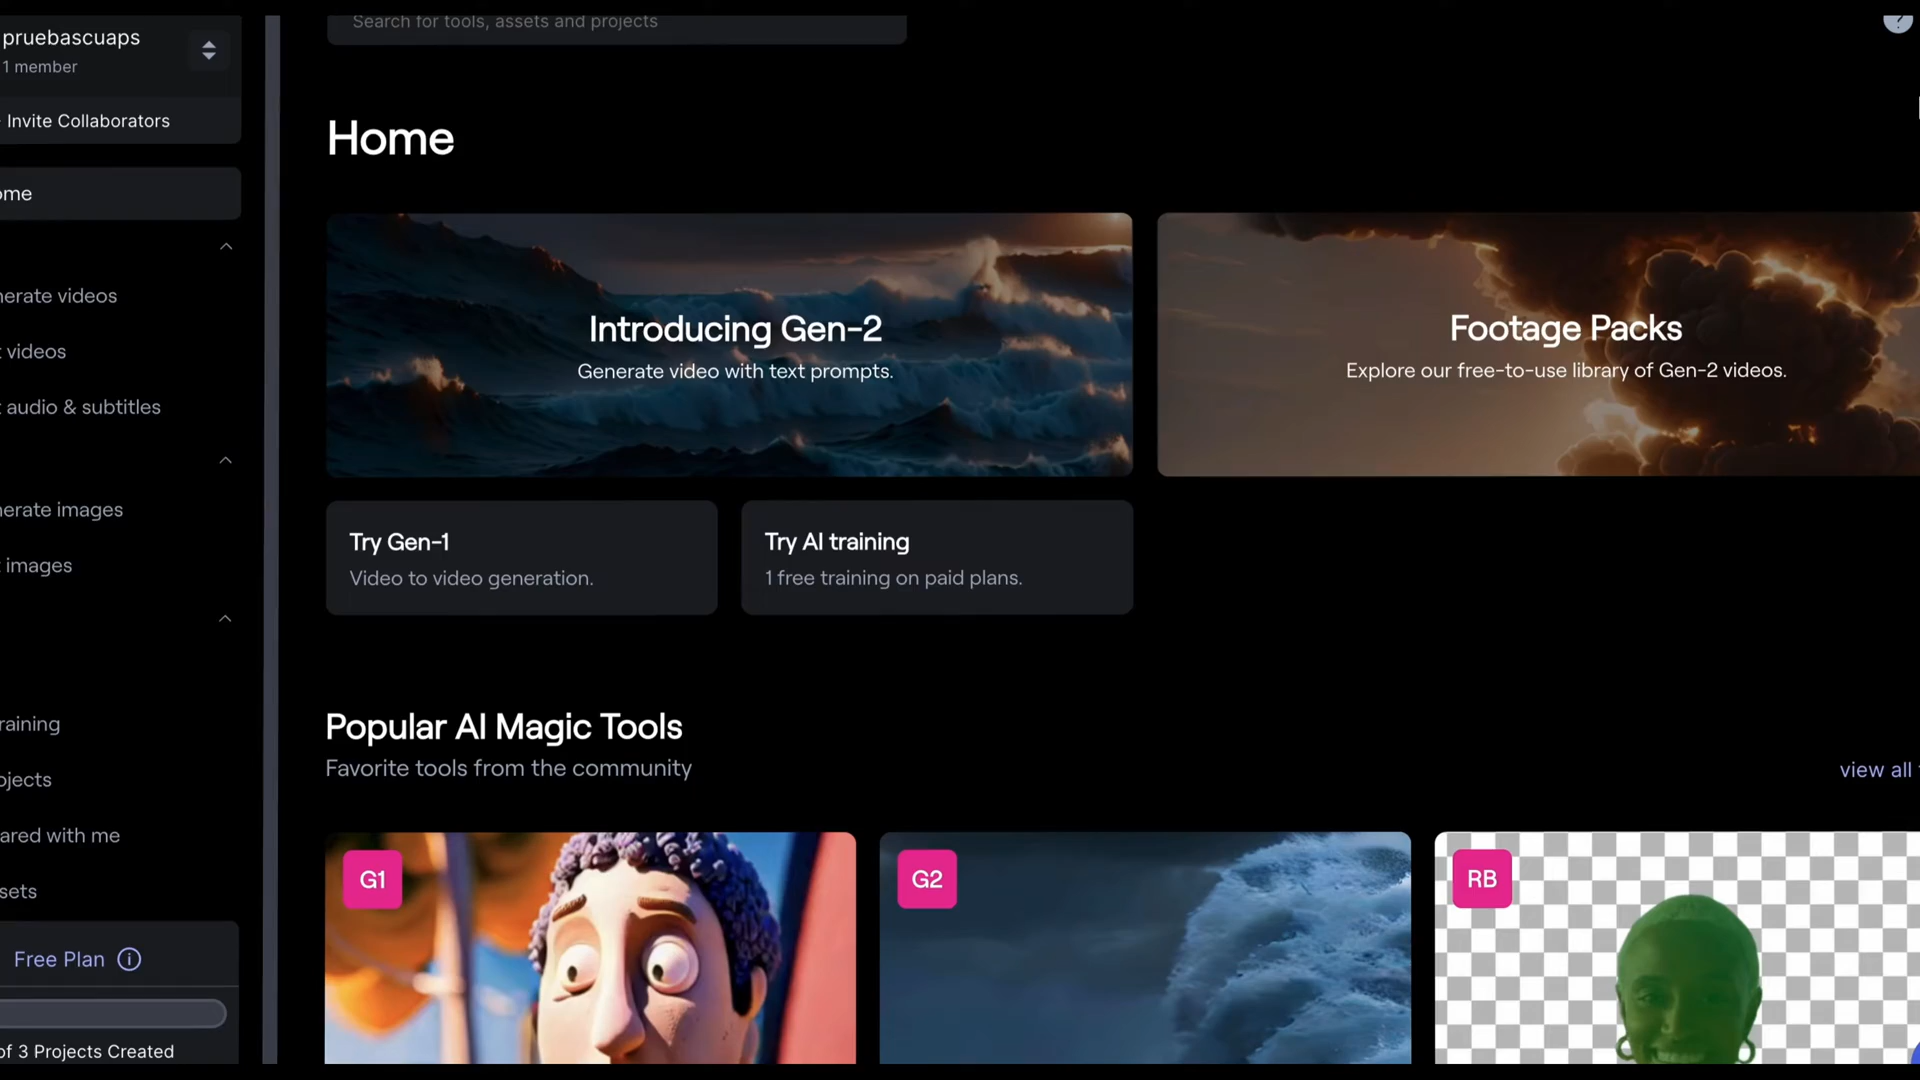 Search for tools, assets and projects
?
pruebascuaps
1 member
Invite Collaborators
ome
nerate videos
t videos
t audio & subtitles
nerate images
t images
raining
ojects
ared with me
sets
Free Plan
of 3 Projects Created
Home
Introducing Gen-2
Generate video with text prompts.
Footage Packs
Explore our free-to-use library of Gen-2 videos.
Try Gen-1
Video to video generation.
Try AI training
1 free training on paid plans.
Popular AI Magic Tools
Favorite tools from the community
view all
G1
G2
RB